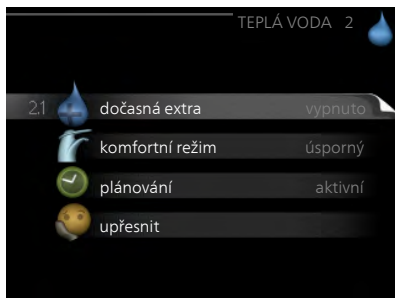 TEPLÁ VODA 2
2.1 dočasná extra vypnuto
komfortní režim úsporný
plánování aktivní
upřesnit